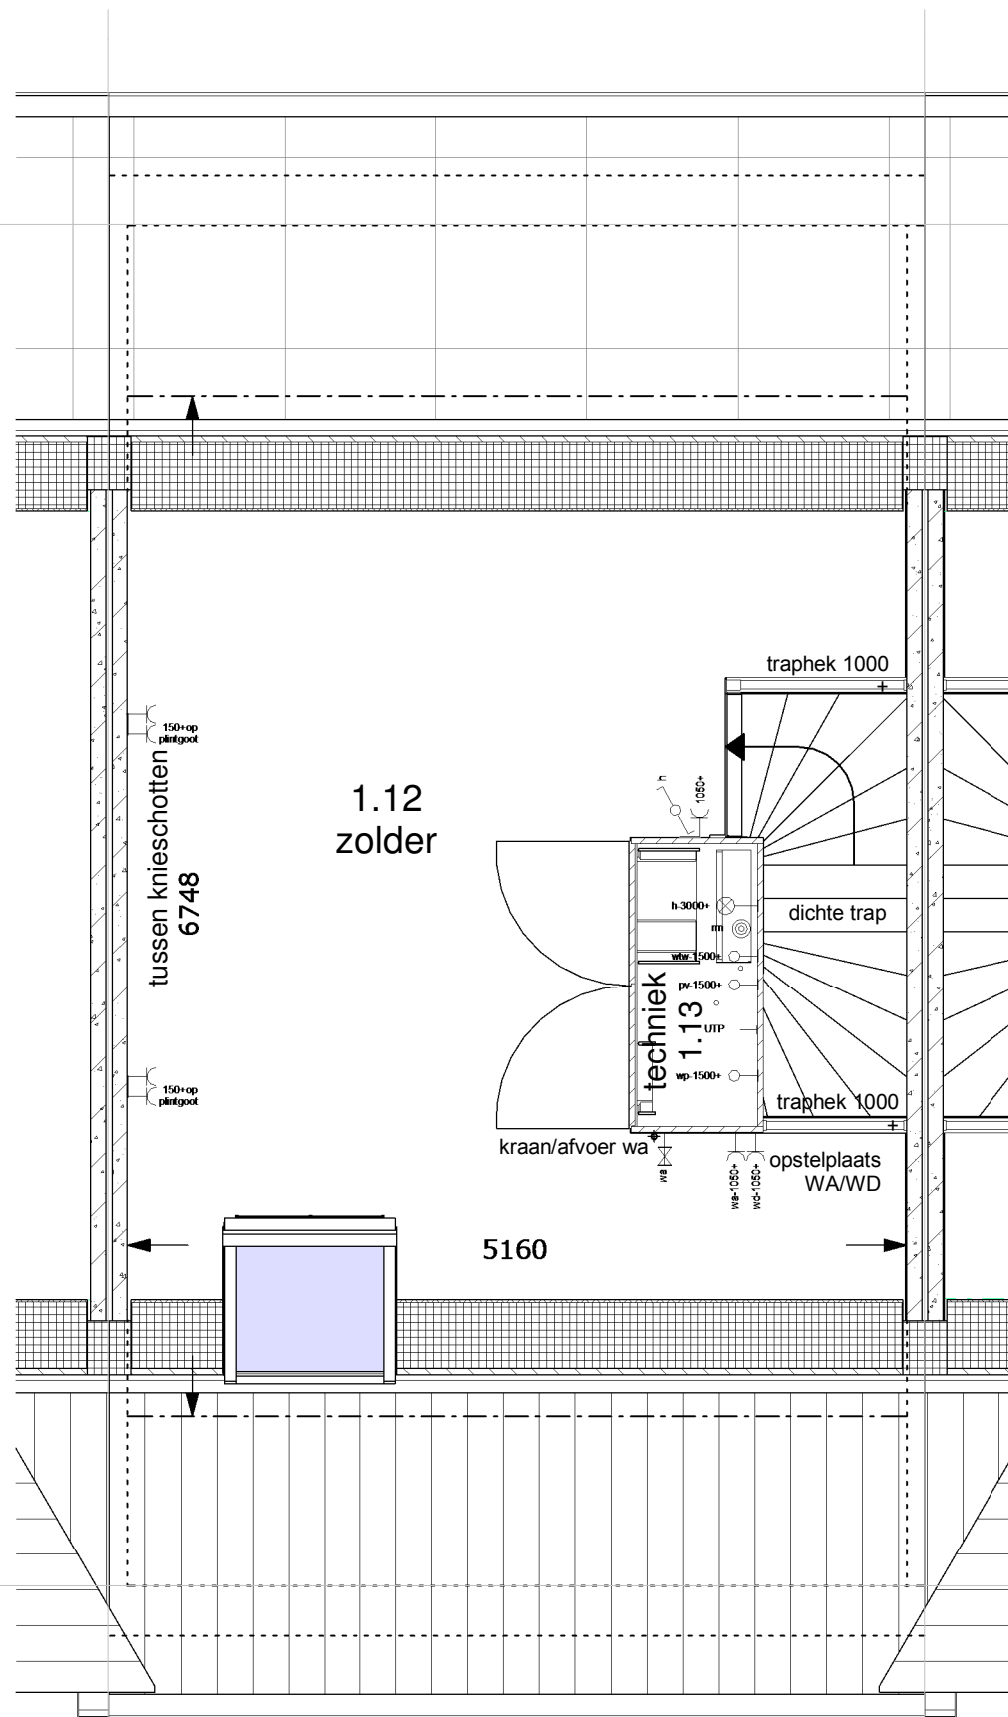 traphek 1000
150+op
plintgoot
tussen knieschotten
6748
1.12
zolder
h
1050+
h-3000+
rm
wtw-1500+
pv-1500+
UTP
wp-1500+
techniek
1.13
dichte trap
150+op
plintgoot
traphek 1000
kraan/afvoer wa
wa
wa-1050+
wd-1050+
opstelplaats
WA/WD
5160